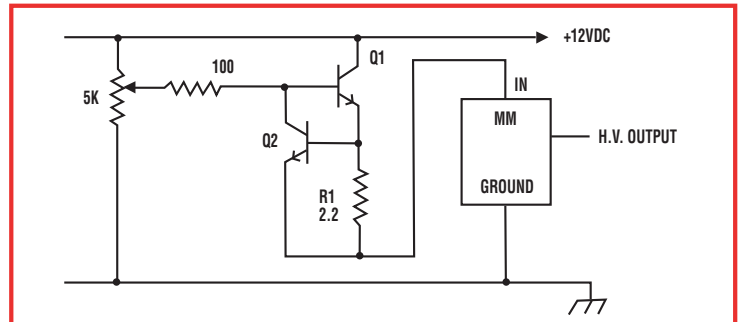 +12VDC
Q1
100
5K
IN
MM
Q2
H.V. OUTPUT
GROUND
R1
2.2